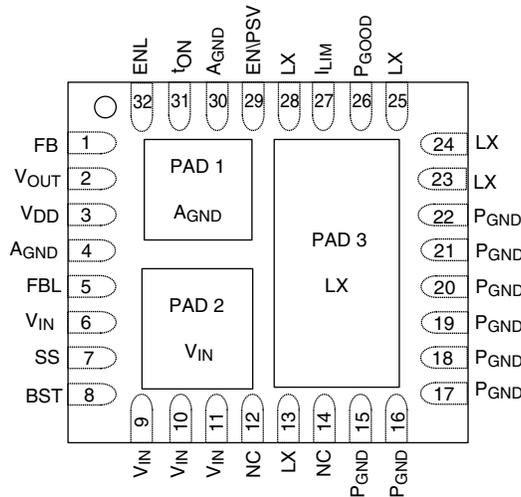 ENL tON AGND EN\PSV LX ILIM PGOOD LX
32 31 30 29 28 27 26 25
FB 1
VOUT 2
VDD 3
AGND 4
FBL 5
VIN 6
SS 7
BST 8
PAD 1
AGND
PAD 2
VIN
PAD 3
LX
24 LX
23 LX
22 PGND
21 PGND
20 PGND
19 PGND
18 PGND
17 PGND
9 10 11 12 13 14 15 16
VIN VIN VIN NC LX NC PGND PGND